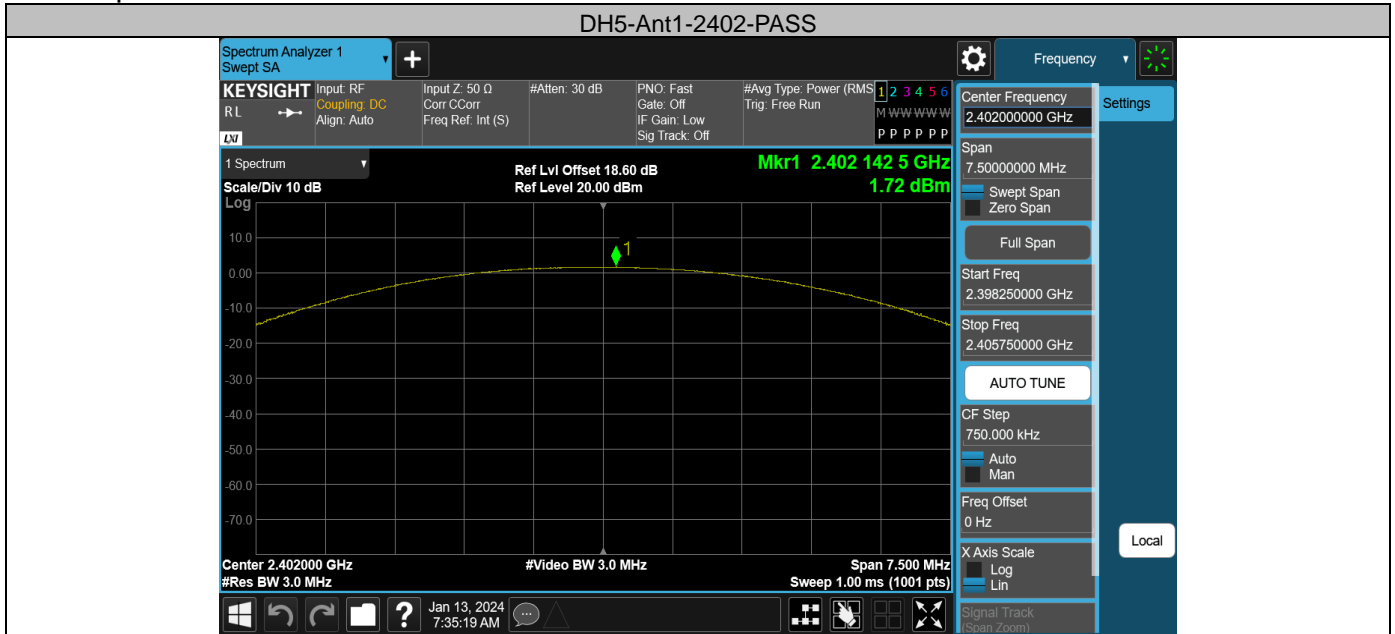 DH5-Ant1-2402-PASS
Spectrum Analyzer 1
Swept SA
+
Frequency
KEYSIGHT
RL
LXI
Input: RF
Coupling: DC
Align: Auto
Input Z: 50 Ω
Corr CCorr
Freq Ref: Int (S)
#Atten: 30 dB
PNO: Fast
Gate: Off
IF Gain: Low
Sig Track: Off
#Avg Type: Power (RMS
Trig: Free Run
1 2 3 4 5 6
M W W W W W
P P P P P P
1 Spectrum
Scale/Div 10 dB
Log
Ref Lvl Offset 18.60 dB
Ref Level 20.00 dBm
Mkr1 2.402 142 5 GHz
1.72 dBm
1
10.0
0.00
-10.0
-20.0
-30.0
-40.0
-50.0
-60.0
-70.0
Center 2.402000 GHz
#Video BW 3.0 MHz
Span 7.500 MHz
#Res BW 3.0 MHz
Sweep 1.00 ms (1001 pts)
?
Jan 13, 2024
7:35:19 AM
Center Frequency
2.402000000 GHz
Settings
Span
7.50000000 MHz
Swept Span
Zero Span
Full Span
Start Freq
2.398250000 GHz
Stop Freq
2.405750000 GHz
AUTO TUNE
CF Step
750.000 kHz
Auto
Man
Freq Offset
0 Hz
X Axis Scale
Log
Lin
Local
Signal Track
(Span Zoom)